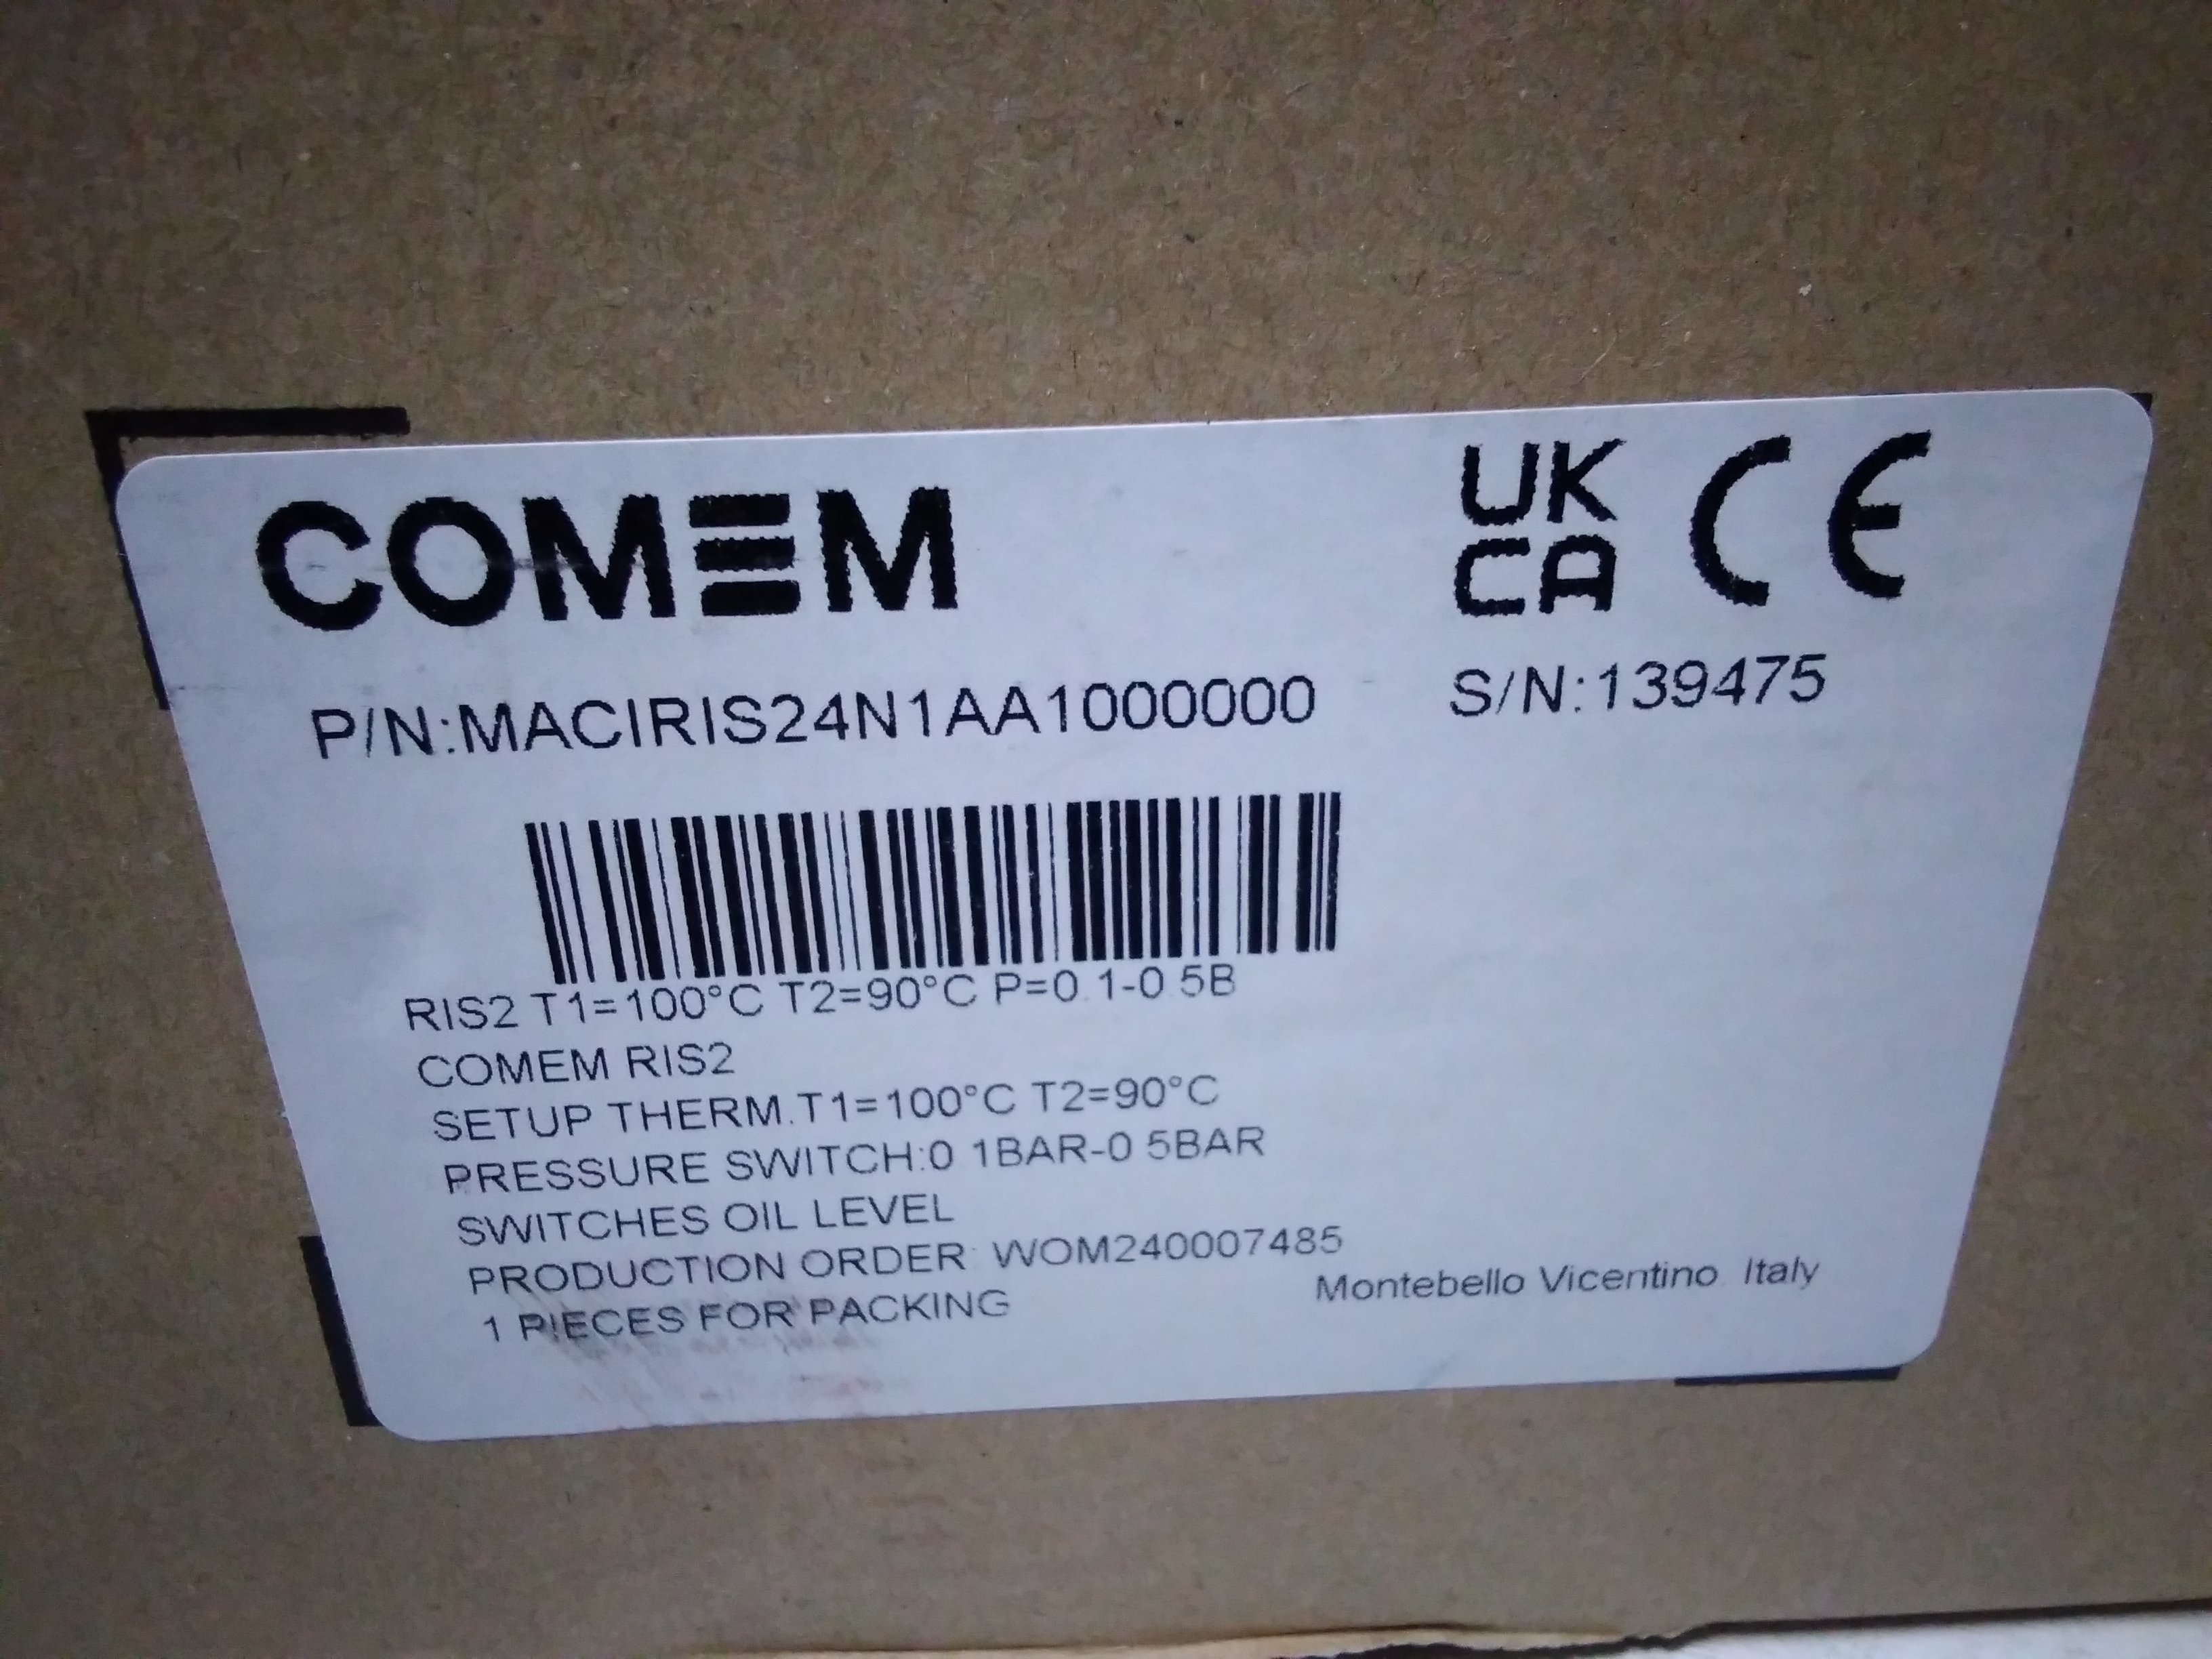 COMEM
UK
CA
CE
P/N:MACIRIS24N1AA1000000
S/N:139475
RIS2 T1=100°C T2=90°C P=0.1-0.5B
COMEM RIS2
SETUP THERM.T1=100°C T2=90°C
PRESSURE SWITCH:0.1BAR-0.5BAR
SWITCHES OIL LEVEL
PRODUCTION ORDER: WOM240007485
1 PIECES FOR PACKING
Montebello Vicentino Italy